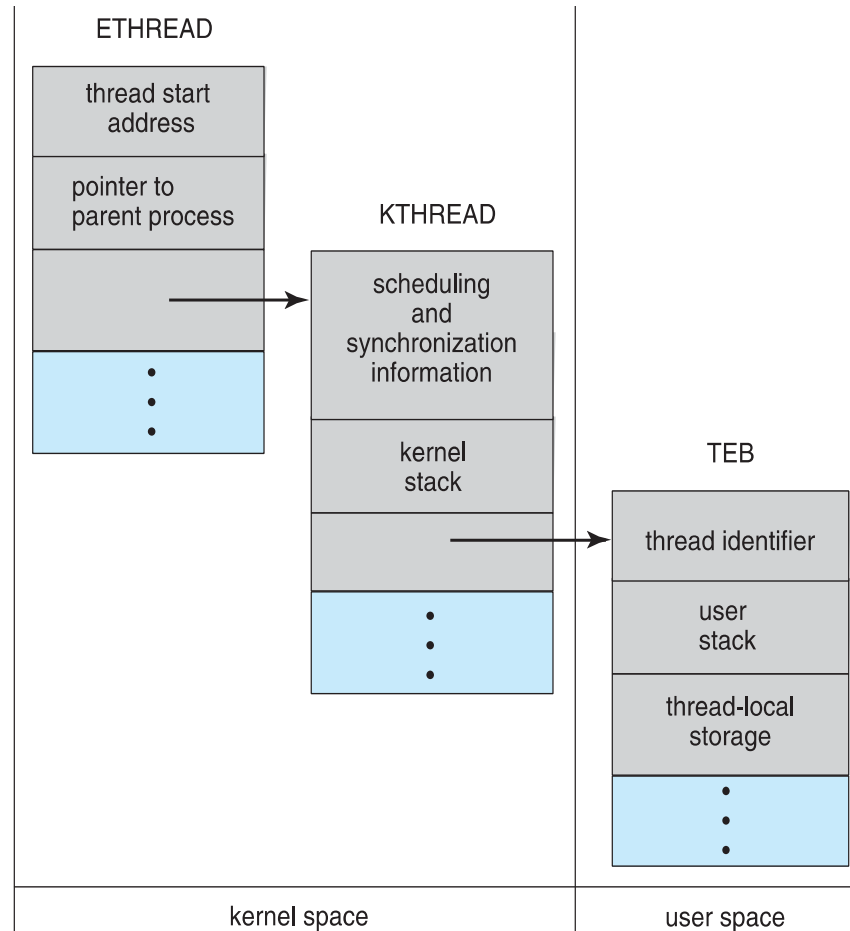 ETHREAD
thread start
address
pointer to
parent process
KTHREAD
scheduling
and
synchronization
information
kernel
stack
TEB
thread identifier
user
stack
thread-local
storage
kernel space
user space